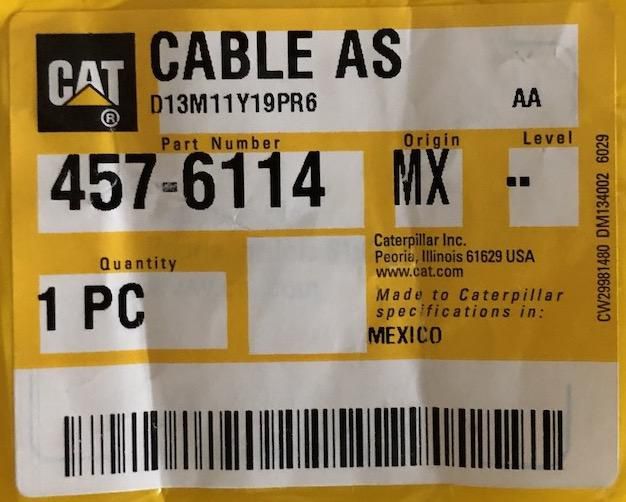 CAT
®
CABLE AS
D13M11Y19PR6
AA
Part Number
Origin
Level
457-6114
MX
--
Quantity
1 PC
Caterpillar Inc.
Peoria, Illinois 61629 USA
www.cat.com
Made to Caterpillar
specifications in:
MEXICO
CW29981480 DM134002 6029